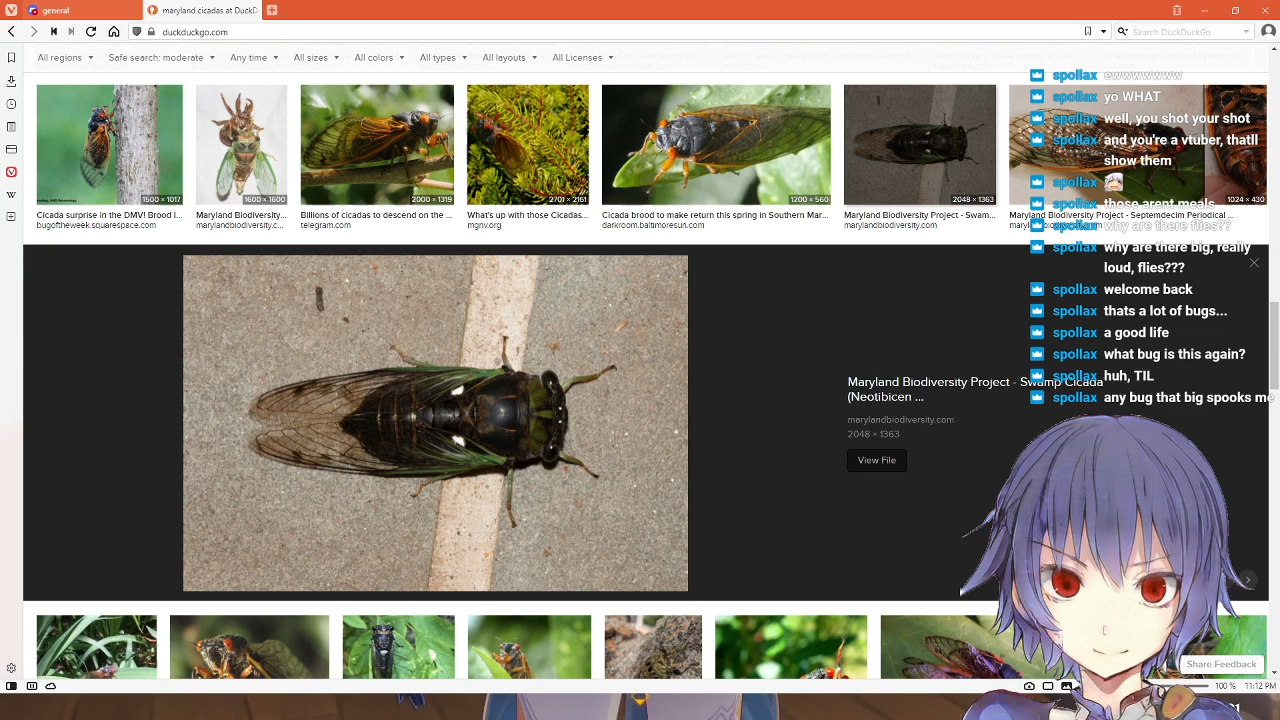 general
maryland cicadas at DuckD
duckduckgo.com
Search DuckDuckGo
All regions
Safe search: moderate
Any time
All sizes
All colors
All types
All layouts
All Licenses
1500 × 1017
1600 × 1600
2000 × 1319
2701 × 2161
1200 × 560
2048 × 1363
1024 × 430
Cicada surprise in the DMV! Brood I...
bugoftheweek.squarespace.com
Maryland Biodiversity...
marylandbiodiversity.c...
Billions of cicadas to descend on the ...
telegram.com
What's up with those Cicadas...
mgnv.org
Cicada brood to make return this spring in Southern Mar...
darkroom.baltimoresun.com
Maryland Biodiversity Project - Swam...
marylandbiodiversity.com
Maryland Biodiversity Project - Septemdecim Periodical ...
spollax ewwwwwww
spollax yo WHAT
spollax well, you shot your shot
spollax and you're a vtuber, thatll
show them
spollax
spollax those arent meals
spollax why are there flies??
spollax why are there big, really
loud, flies???
spollax welcome back
spollax thats a lot of bugs...
spollax a good life
spollax what bug is this again?
spollax huh, TIL
spollax any bug that big spooks me
Maryland Biodiversity Project - Swamp Cicada
(Neotibicen ...
marylandbiodiversity.com
2048 × 1363
View File
Share Feedback
100 %
11:12 PM